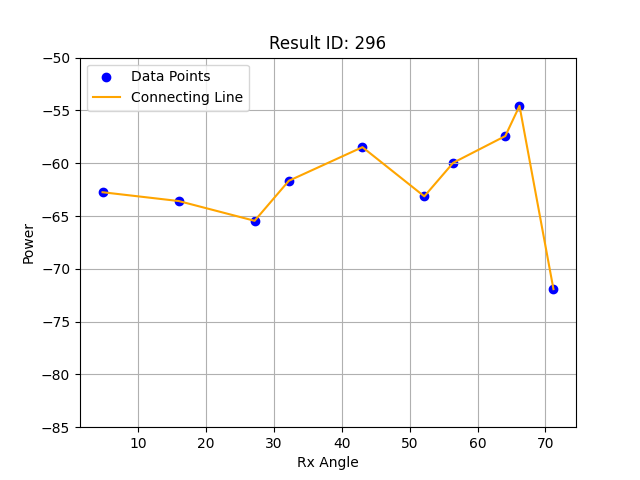 Result ID: 296
Data Points
Connecting Line
−50
−55
−60
−65
−70
−75
−80
−85
Power
10 20 30 40 50 60 70
Rx Angle